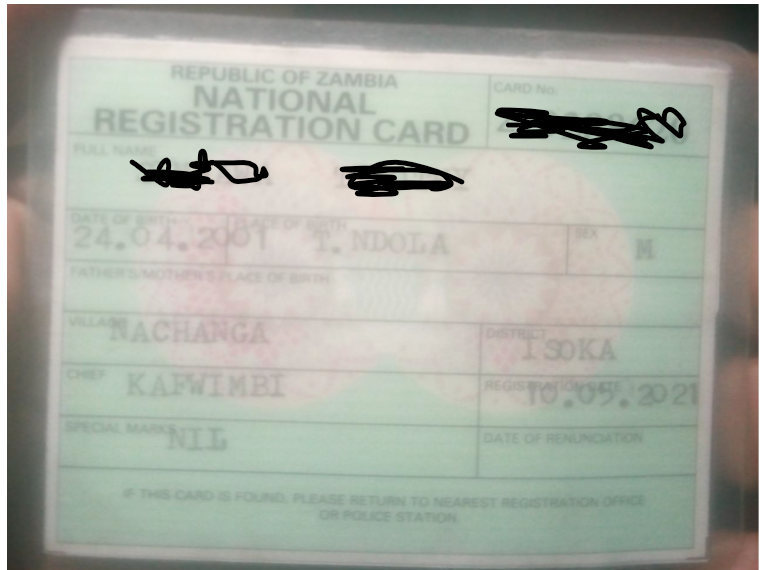 REPUBLIC OF ZAMBIA
NATIONAL
REGISTRATION CARD
CARD No.
FULL NAME
DATE OF BIRTH PLACE OF BIRTH SEX
24.04.2001 T. NDOLA M
FATHER'S/MOTHER'S PLACE OF BIRTH
VILLAGE NACHANGA DISTRICT ISOKA
CHIEF KAFWIMBI REGISTRATION DATE 10.05.2021
SPECIAL MARKS NIL DATE OF RENUNCIATION
IF THIS CARD IS FOUND, PLEASE RETURN TO NEAREST REGISTRATION OFFICE
OR POLICE STATION.